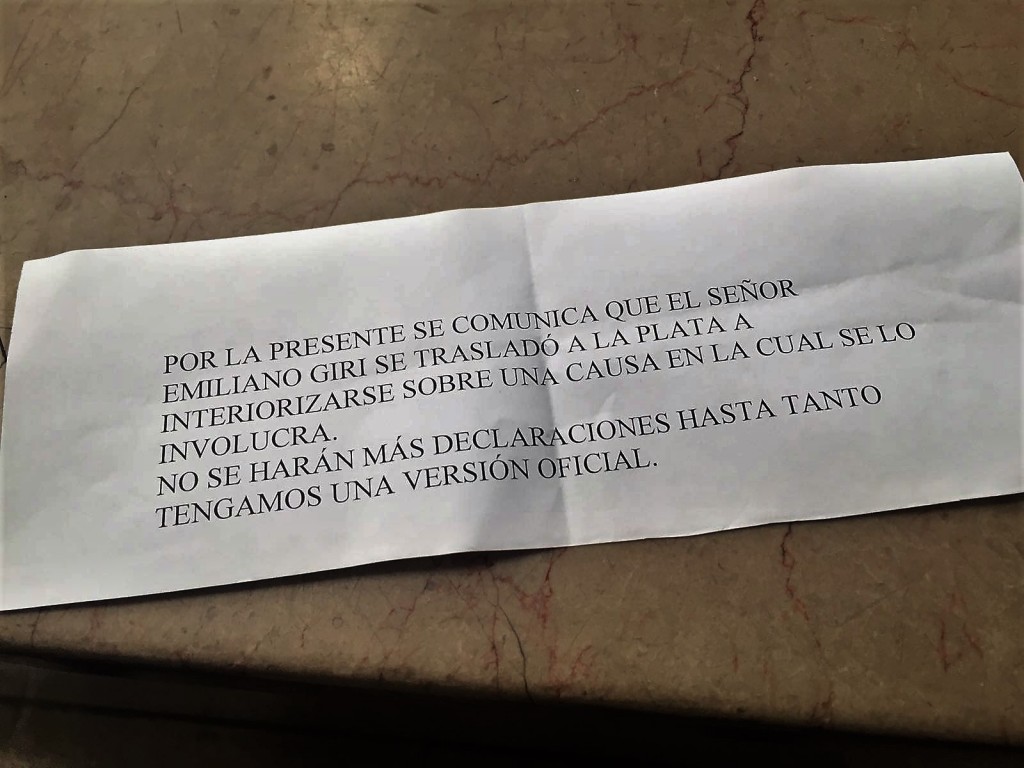 POR LA PRESENTE SE COMUNICA QUE EL SEÑOR
EMILIANO GIRI SE TRASLADÓ A LA PLATA A
INTERIORIZARSE SOBRE UNA CAUSA EN LA CUAL SE LO
INVOLUCRA.
NO SE HARÁN MÁS DECLARACIONES HASTA TANTO
TENGAMOS UNA VERSIÓN OFICIAL.